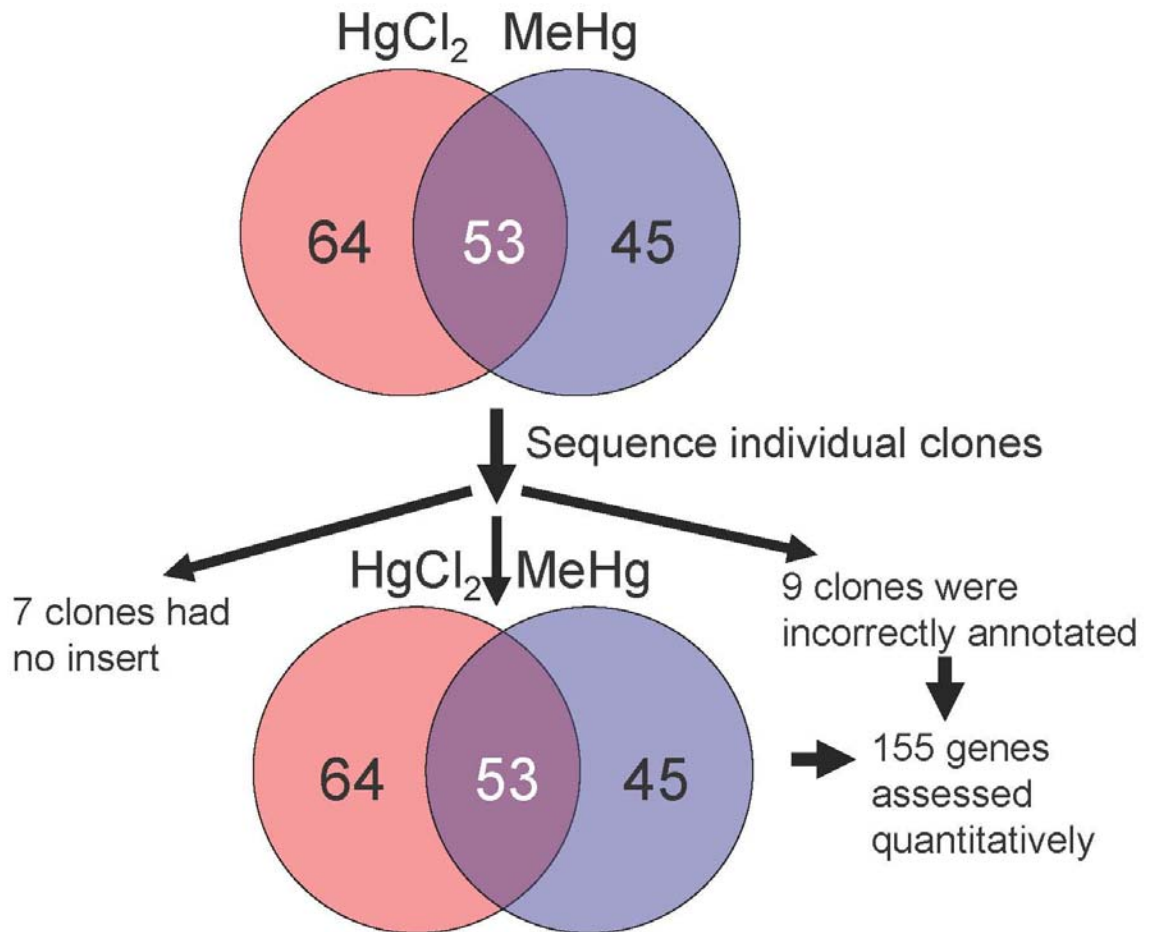 HgCl₂ MeHg
64 53 45
Sequence individual clones
7 clones had
no insert
HgCl₂ MeHg
9 clones were
incorrectly annotated
64 53 45
155 genes
assessed
quantitatively